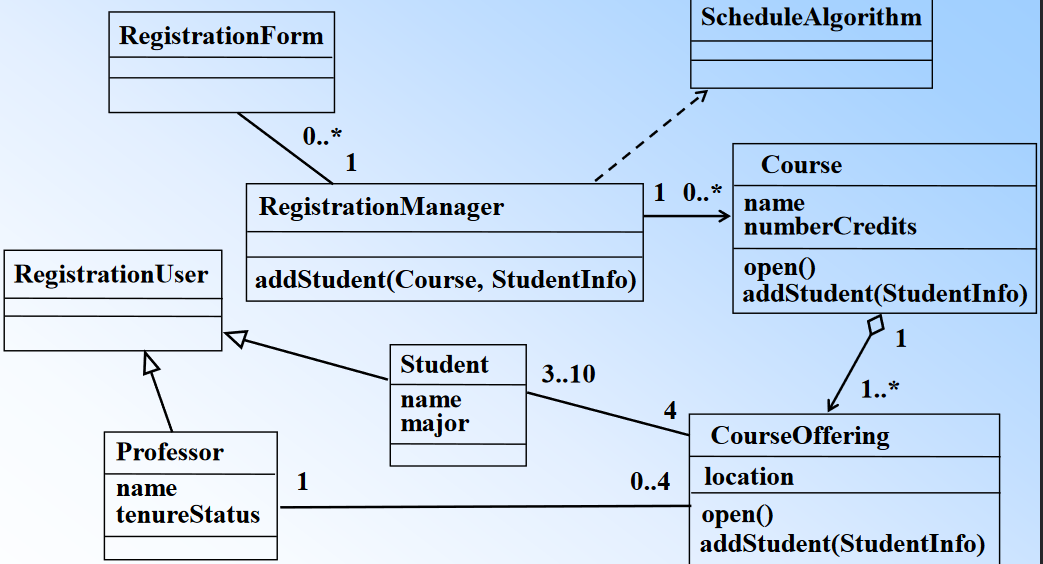 RegistrationForm
ScheduleAlgorithm
0..*
1
RegistrationManager
addStudent(Course, StudentInfo)
1 0..*
Course
name
numberCredits
open()
addStudent(StudentInfo)
RegistrationUser
1
1..*
Student
name
major
3..10
4
CourseOffering
location
open()
addStudent(StudentInfo)
Professor
name
tenureStatus
1
0..4